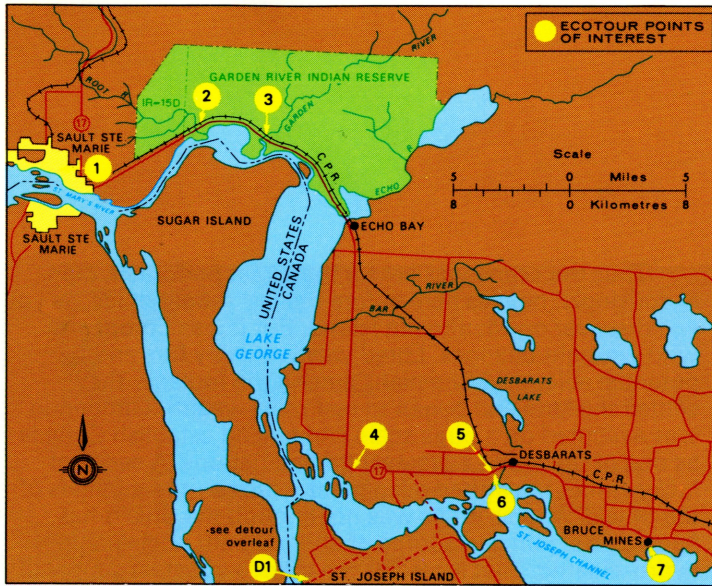 ECOTOUR POINTS
OF INTEREST
RIVER
GARDEN RIVER INDIAN RESERVE
ROOT R.
IR-15D
2
3
GARDEN
17
SAULT STE
MARIE
1
C.P.R.
R.
ECHO
Scale
5 Miles 5
8 0 Kilometres 8
0
ST. MARY'S RIVER
SUGAR ISLAND
ECHO BAY
SAULT STE
MARIE
UNITED STATES
CANADA
BAR RIVER
LAKE
GEORGE
DESBARATS
LAKE
N
4
17
5
DESBARATS
C.P.R.
6
-see detour
overleaf
BRUCE
MINES
ST. JOSEPH CHANNEL
D1
ST. JOSEPH ISLAND
7